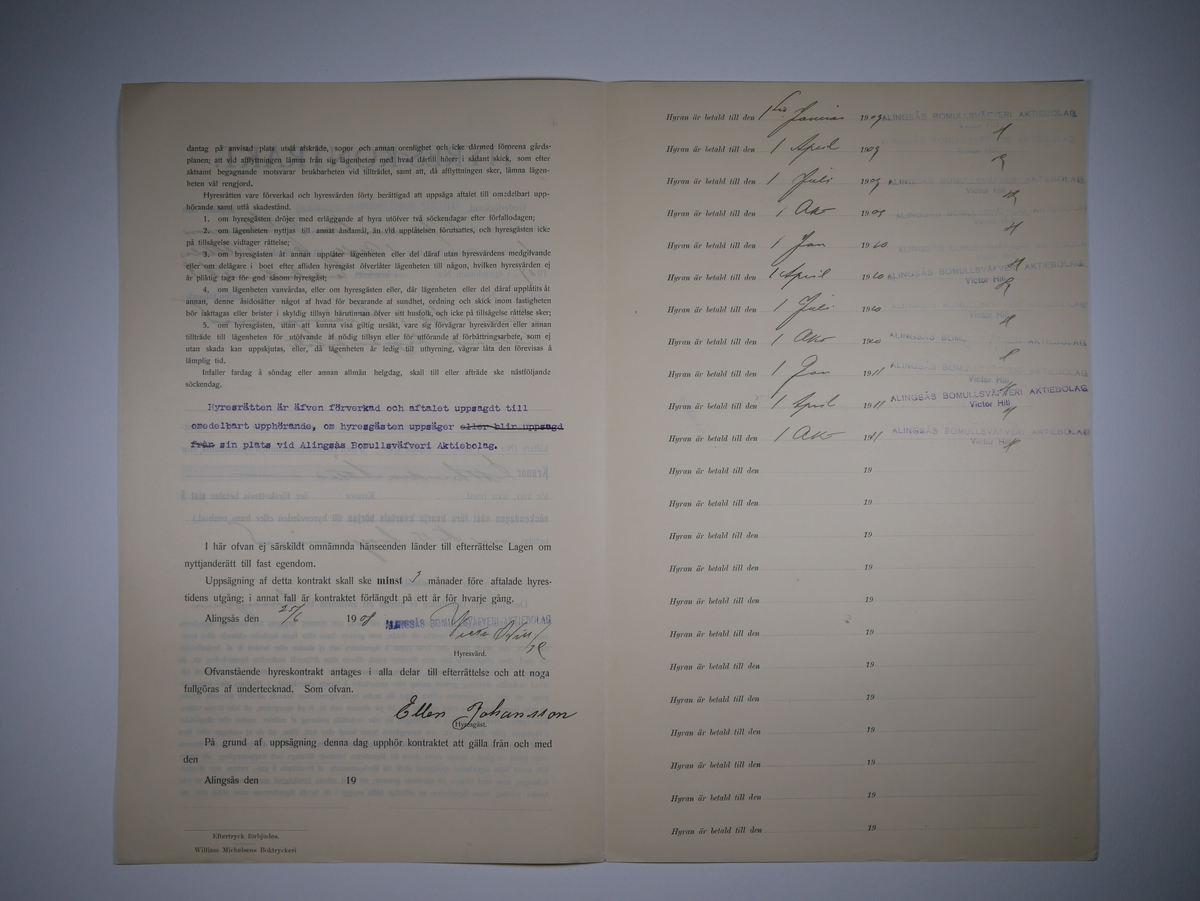 dantag på anvisad plats utslå afskräde, sopor och annan orenlighet och icke därmed förorena gårds-
planen; att vid afflyttningen lämna från sig lägenheten med hvad därtill hörer i sådant skick, som efter
aktsamt begagnande motsvarar brukbarheten vid tillträdet, samt att, då afflyttningen sker, lämna lägen-
heten väl rengjord.
Hyresrätten vare förverkad och hyresvärden förty berättigad att uppsäga aftalet till omedelbart upp-
hörande samt utfå skadestånd.
1. om hyresgästen dröjer med erläggande af hyra utöfver två söckendagar efter förfallodagen;
2. om lägenheten nyttjas till annat ändamål, än vid upplåtelsen förutsattes, och hyresgästen icke
på tillsägelse vidtager rättelse;
3. om hyresgästen åt annan upplåter lägenheten eller del däraf utan hyresvärdens medgifvande
eller om delägare i boet efter afliden hyresgäst öfverlåter lägenheten till någon, hvilken hyresvärden ej
är pliktig taga för god såsom hyresgäst;
4. om lägenheten vanvårdas, eller om hyresgästen eller, där lägenheten eller del däraf upplåtits åt
annan, denne åsidosätter något af hvad för bevarande af sundhet, ordning och skick inom fastigheten
bör iakttagas eller brister i skyldig tillsyn härutinnan öfver sitt husfolk, och icke på tillsägelse rättelse sker;
5. om hyresgästen, utan att kunna visa giltig ursäkt, vare sig förvägrar hyresvärden eller annan
tillträde till lägenheten för utöfvande af nödig tillsyn eller för utförande af förbättringsarbete, som ej
utan skada kan uppskjutas, eller, då lägenheten är ledig till uthyrning, vägrar låta den förevisas å
lämplig tid.
Infaller fardag å söndag eller annan allmän helgdag, skall till eller afträde ske nästföljande
söckendag.
Hyresrätten är äfven förverkad och aftalet uppsagdt till
omedelbart upphörande, om hyresgästen uppsäger eller blir uppsagd
från sin plats vid Alingsås Bomullsväfveri Aktiebolag.
I här ofvan ej särskildt omnämnda hänseenden länder till efterrättelse Lagen om
nyttjanderätt till fast egendom.
Uppsägning af detta kontrakt skall ske minst 3 månader före aftalade hyres-
tidens utgång; i annat fall är kontraktet förlängdt på ett år för hvarje gång.
Alingsås den 25/6 1908 ALINGSÅS BOMULLSVÄFVERI AKTIEBOLAG
Victor Hill
Hyresvärd.
Ofvanstående hyreskontrakt antages i alla delar till efterrättelse och att noga
fullgöras af undertecknad. Som ofvan.
Ellen Johansson
Hyresgäst.
På grund af uppsägning denna dag upphör kontraktet att gälla från och med
den
Alingsås den 19
Eftertryck förbjudes.
William Michelsens Boktryckeri
Hyran är betald till den 1sta Januari 1909 ALINGSÅS BOMULLSVÄFVERI AKTIEBOLAG
Hyran är betald till den 1 April 1909
Hyran är betald till den 1 Juli 1909 ALINGSÅS BOMULLSVÄFVERI AKTIEBOLAG
Victor Hill
Hyran är betald till den 1 Okt 1909
Hyran är betald till den 1 Jan 1910
Hyran är betald till den 1 April 1910 ALINGSÅS BOMULLSVÄFVERI AKTIEBOLAG
Victor Hill
Hyran är betald till den 1 Juli 1910
Hyran är betald till den 1 Okt 1910 ALINGSÅS BOMULLSVÄFVERI AKTIEBOLAG
Hyran är betald till den 1 Jan 1911 ALINGSÅS BOMULLSVÄFVERI AKTIEBOLAG
Victor Hill
Hyran är betald till den 1 April 1911 ALINGSÅS BOMULLSVÄFVERI AKTIEBOLAG
Victor Hill
Hyran är betald till den 1 Okt 1911 ALINGSÅS BOMULLSVÄFVERI AKTIEBOLAG
Victor Hill
Hyran är betald till den 19
Hyran är betald till den 19
Hyran är betald till den 19
Hyran är betald till den 19
Hyran är betald till den 19
Hyran är betald till den 19
Hyran är betald till den 19
Hyran är betald till den 19
Hyran är betald till den 19
Hyran är betald till den 19
Hyran är betald till den 19
Hyran är betald till den 19